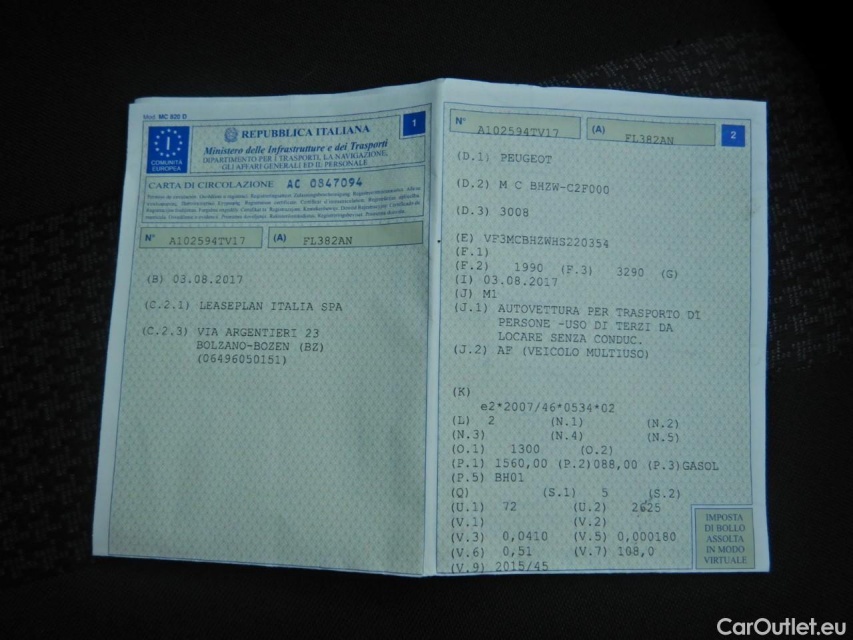 Mod. MC 820 D
1
COMUNITÀ
EUROPEA
I
REPUBBLICA ITALIANA
Ministero delle Infrastrutture e dei Trasporti
DIPARTIMENTO PER I TRASPORTI, LA NAVIGAZIONE,
GLI AFFARI GENERALI ED IL PERSONALE
CARTA DI CIRCOLAZIONE AC 0847094
N° A102594TV17 (A) FL382AN
(B) 03.08.2017
(C.2.1) LEASEPLAN ITALIA SPA
(C.2.3) VIA ARGENTIERI 23
BOLZANO-BOZEN (BZ)
(06496050151)
N° A102594TV17 (A) FL382AN 2
(D.1) PEUGEOT
(D.2) M C BHZW-C2F000
(D.3) 3008
(E) VF3MCBHZWHS220354
(F.1)
(F.2) 1990 (F.3) 3290 (G)
(I) 03.08.2017
(J) M1
(J.1) AUTOVETTURA PER TRASPORTO DI
PERSONE -USO DI TERZI DA
LOCARE SENZA CONDUC.
(J.2) AF (VEICOLO MULTIUSO)
(K)
e2*2007/46*0534*02
(L) 2 (N.1) (N.2)
(N.3) (N.4) (N.5)
(O.1) 1300 (O.2)
(P.1) 1560,00 (P.2)088,00 (P.3)GASOL
(P.5) BH01
(Q) (S.1) 5 (S.2)
(U.1) 72 (U.2) 2625
(V.1) (V.2)
(V.3) 0,0410 (V.5) 0,000180
(V.6) 0,51 (V.7) 108,0
(V.9) 2015/45
IMPOSTA
DI BOLLO
ASSOLTA
IN MODO
VIRTUALE
CarOutlet.eu